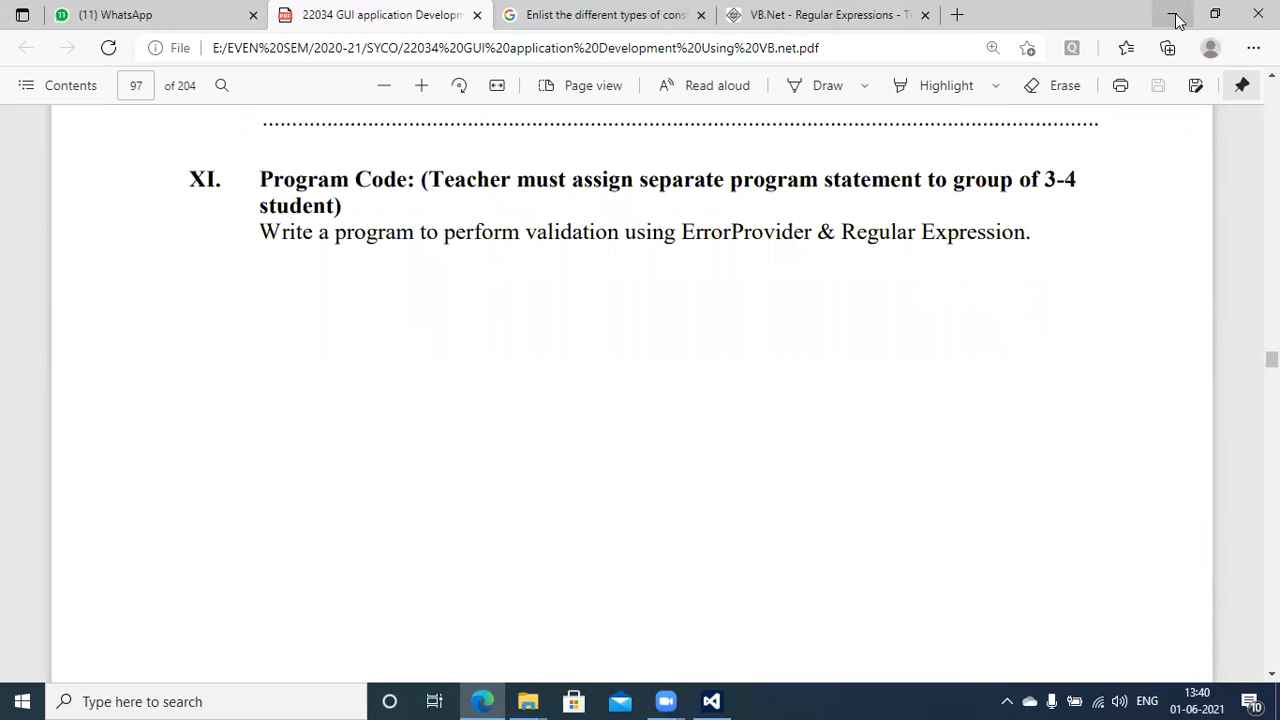 (11) WhatsApp
22034 GUI application Developm
Enlist the different types of cons
VB.Net - Regular Expressions - T
File
E:/EVEN%20SEM/2020-21/SYCO/22034%20GUI%20application%20Development%20Using%20VB.net.pdf
Q
Contents
97
of 204
Page view
Read aloud
Draw
Highlight
Erase
XI. Program Code: (Teacher must assign separate program statement to group of 3-4
student)
Write a program to perform validation using ErrorProvider & Regular Expression.
Type here to search
ENG
13:40
01-06-2021
10